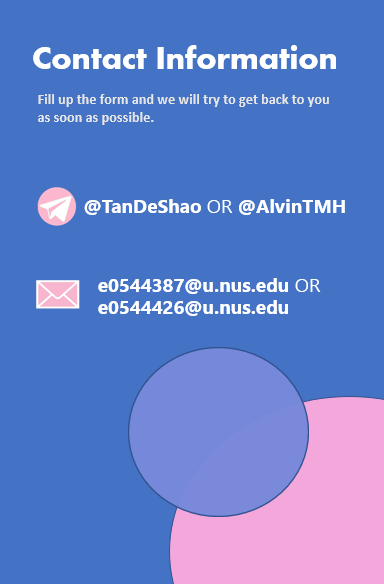 Contact Information
Fill up the form and we will try to get back to you
as soon as possible.
@TanDeShao OR @AlvinTMH
e0544387@u.nus.edu OR
e0544426@u.nus.edu